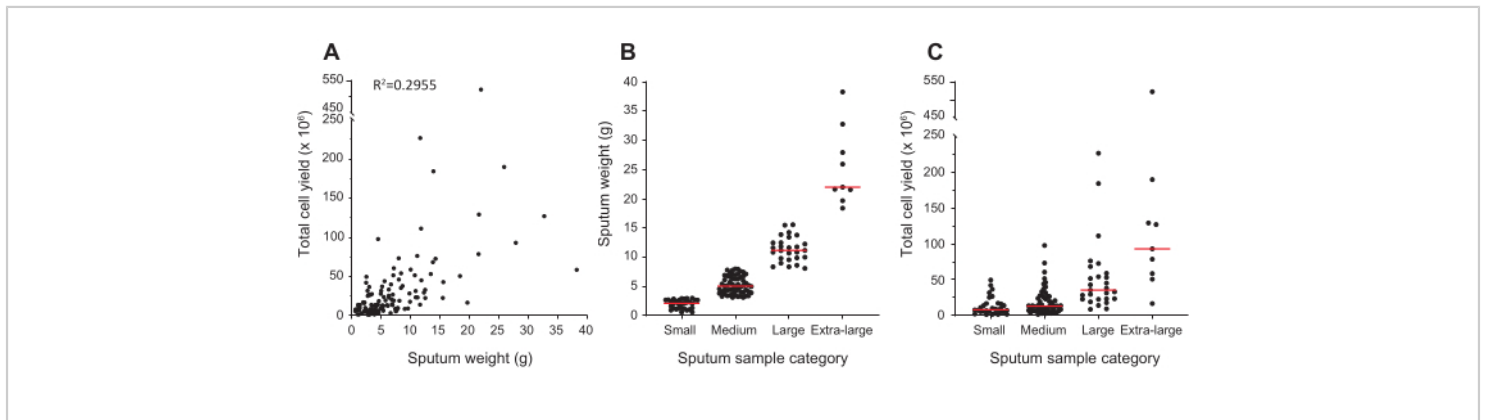 A
R²=0.2955
Total cell yield (x 10⁶)
550
450
250
200
150
100
50
0
0 5 10 15 20 25 30 35 40
Sputum weight (g)
B
Sputum weight (g)
40
35
30
25
20
15
10
5
0
Small Medium Large Extra-large
Sputum sample category
C
Total cell yield (x 10⁶)
550
450
250
200
150
100
50
0
Small Medium Large Extra-large
Sputum sample category